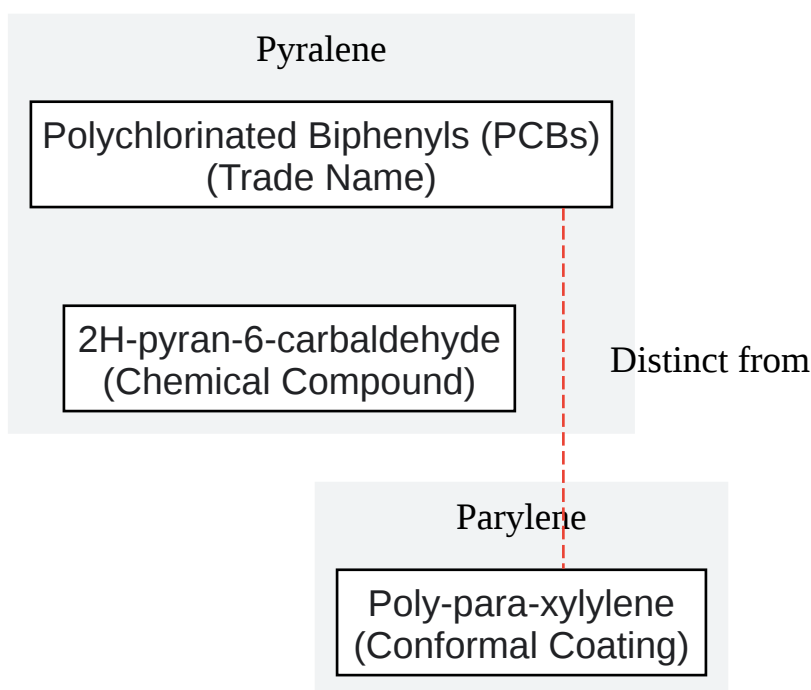 Pyralene
Polychlorinated Biphenyls (PCBs)
(Trade Name)
2H-pyran-6-carbaldehyde
(Chemical Compound)
Distinct from
Parylene
Poly-para-xylylene
(Conformal Coating)